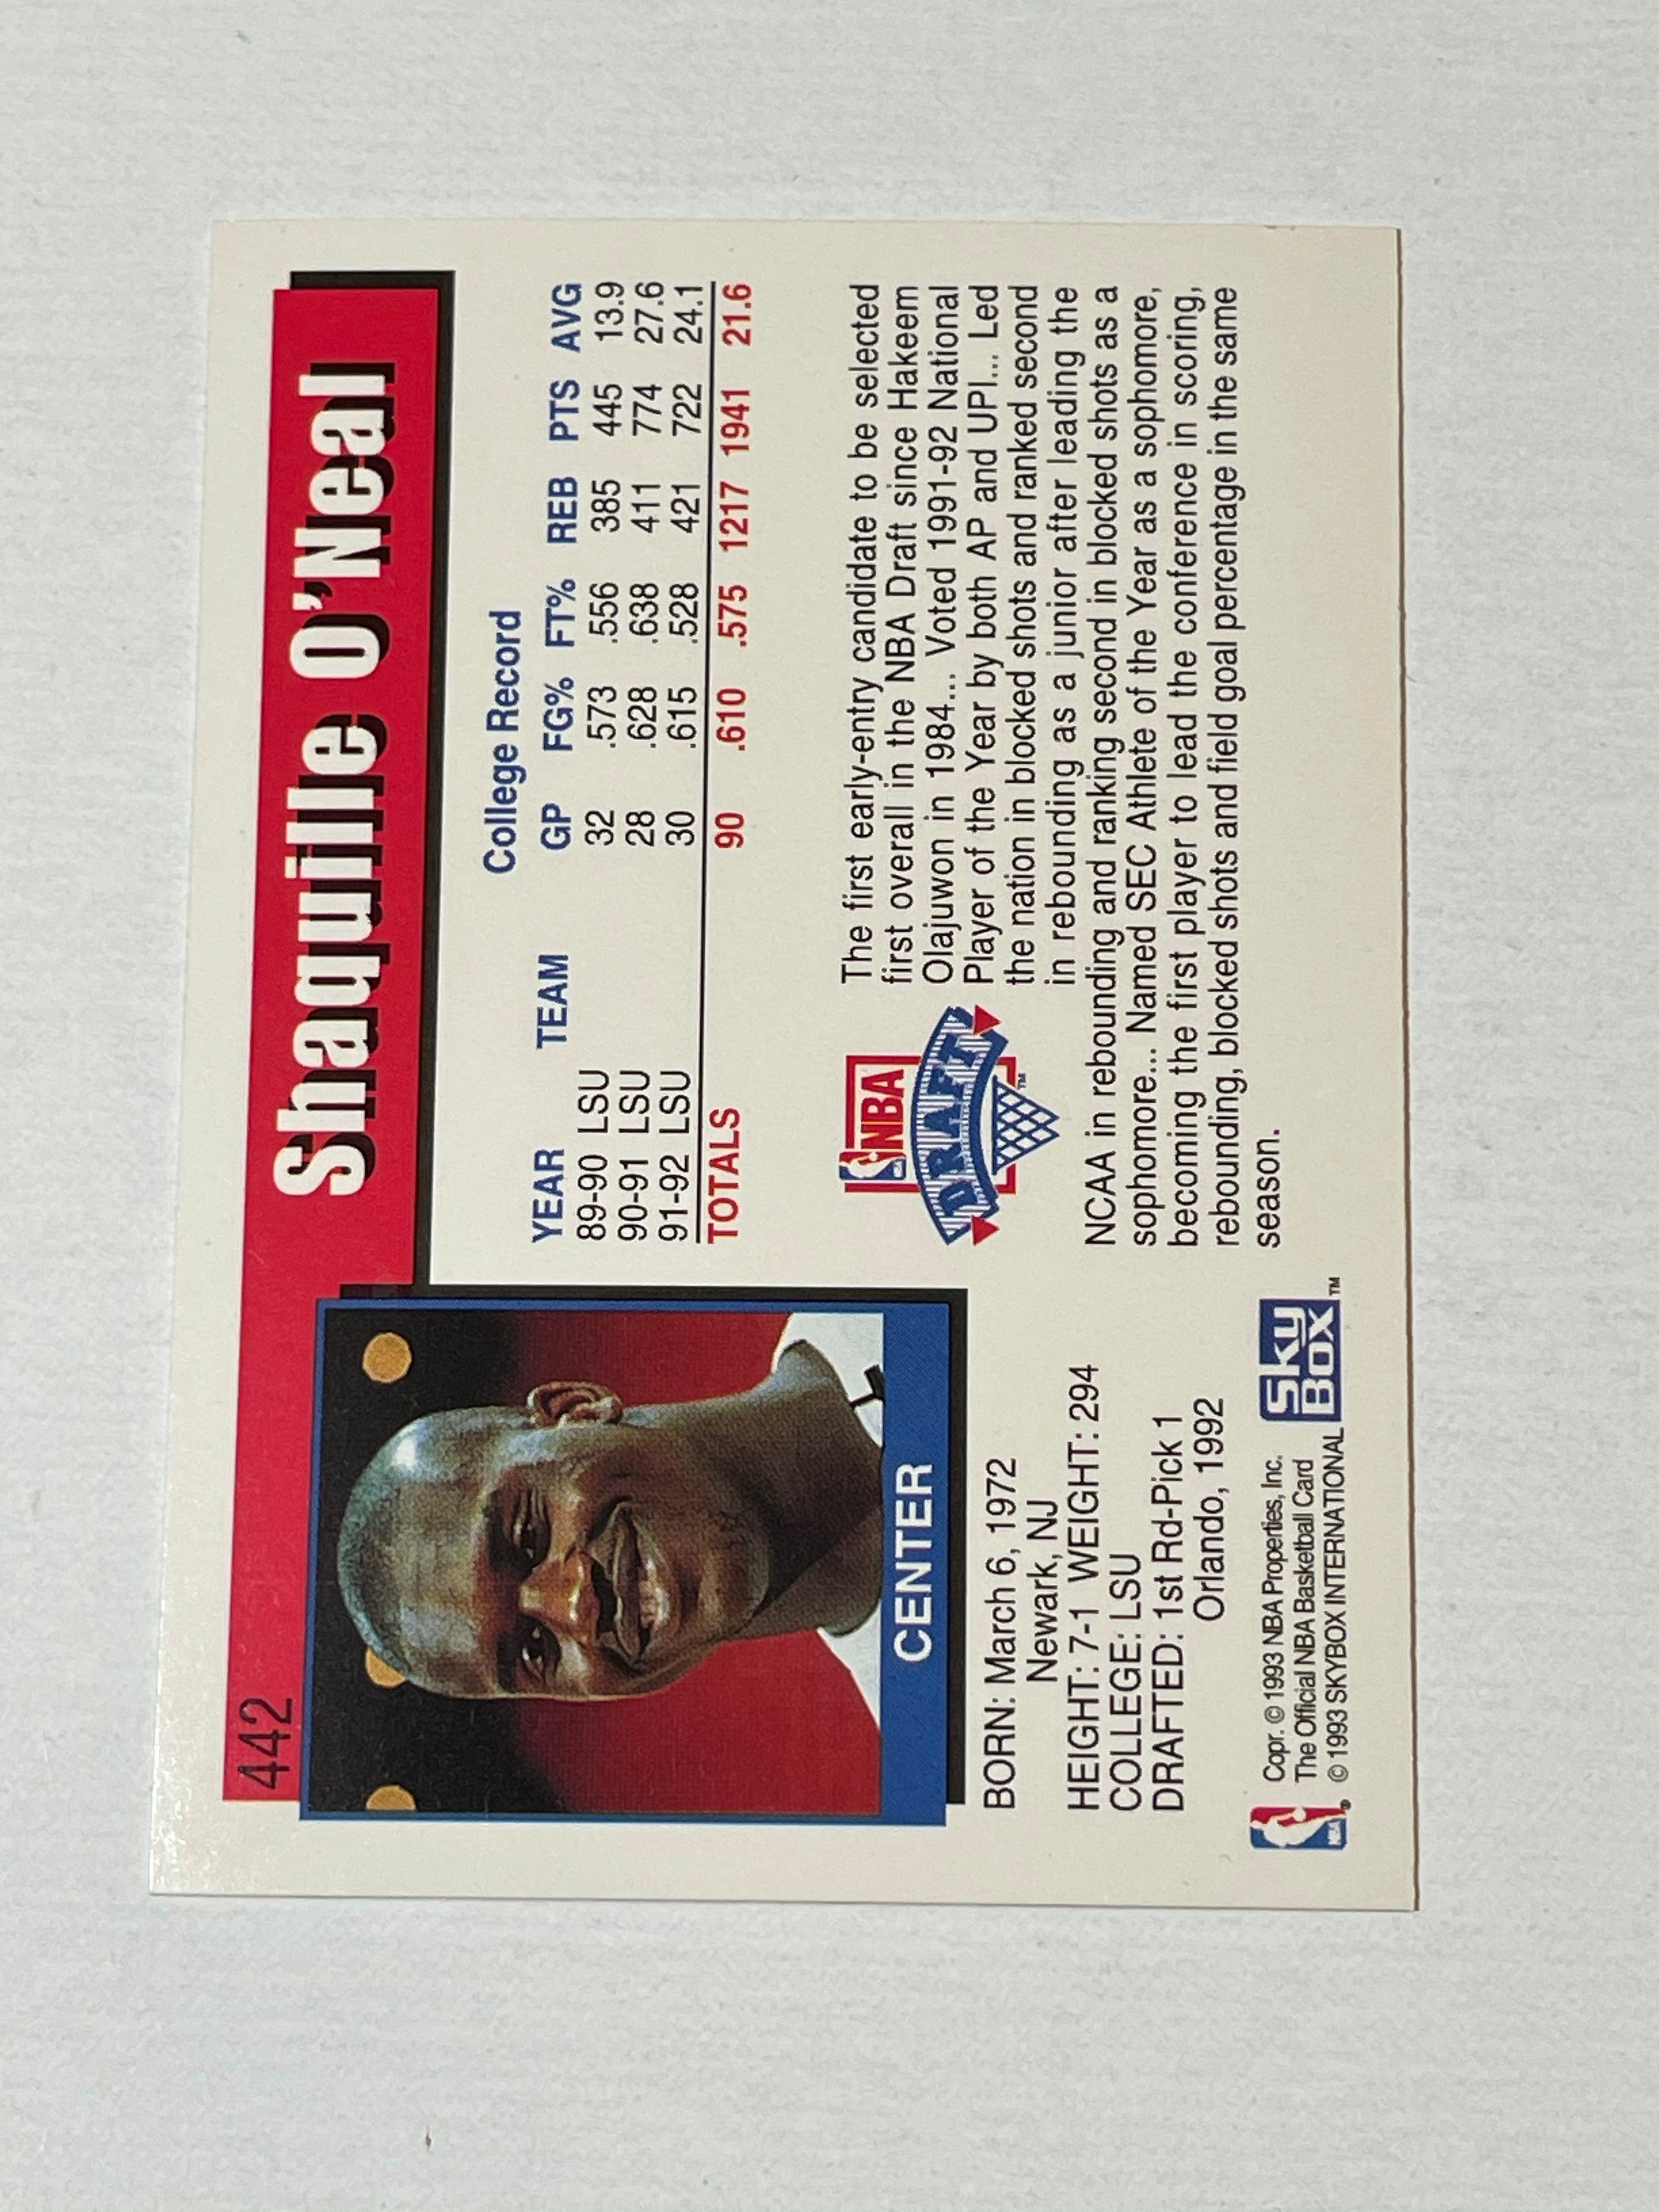 442
Shaquille O'Neal
CENTER
BORN: March 6, 1972
Newark, NJ
HEIGHT: 7-1 WEIGHT: 294
COLLEGE: LSU
DRAFTED: 1st Rd-Pick 1
Orlando, 1992
College Record
YEAR TEAM GP FG% FT% REB PTS AVG
89-90 LSU 32 .573 .556 385 445 13.9
90-91 LSU 28 .628 .638 411 774 27.6
91-92 LSU 30 .615 .528 421 722 24.1
TOTALS 90 .610 .575 1217 1941 21.6
NBA
DRAFT
TM
The first early-entry candidate to be selected
first overall in the NBA Draft since Hakeem
Olajuwon in 1984... Voted 1991-92 National
Player of the Year by both AP and UPI... Led
the nation in blocked shots and ranked second
in rebounding as a junior after leading the
NCAA in rebounding and ranking second in blocked shots as a
sophomore... Named SEC Athlete of the Year as a sophomore,
becoming the first player to lead the conference in scoring,
rebounding, blocked shots and field goal percentage in the same
season.
NBA ®
Copr. © 1993 NBA Properties, Inc.
The Official NBA Basketball Card
© 1993 SKYBOX INTERNATIONAL
Sky
Box TM